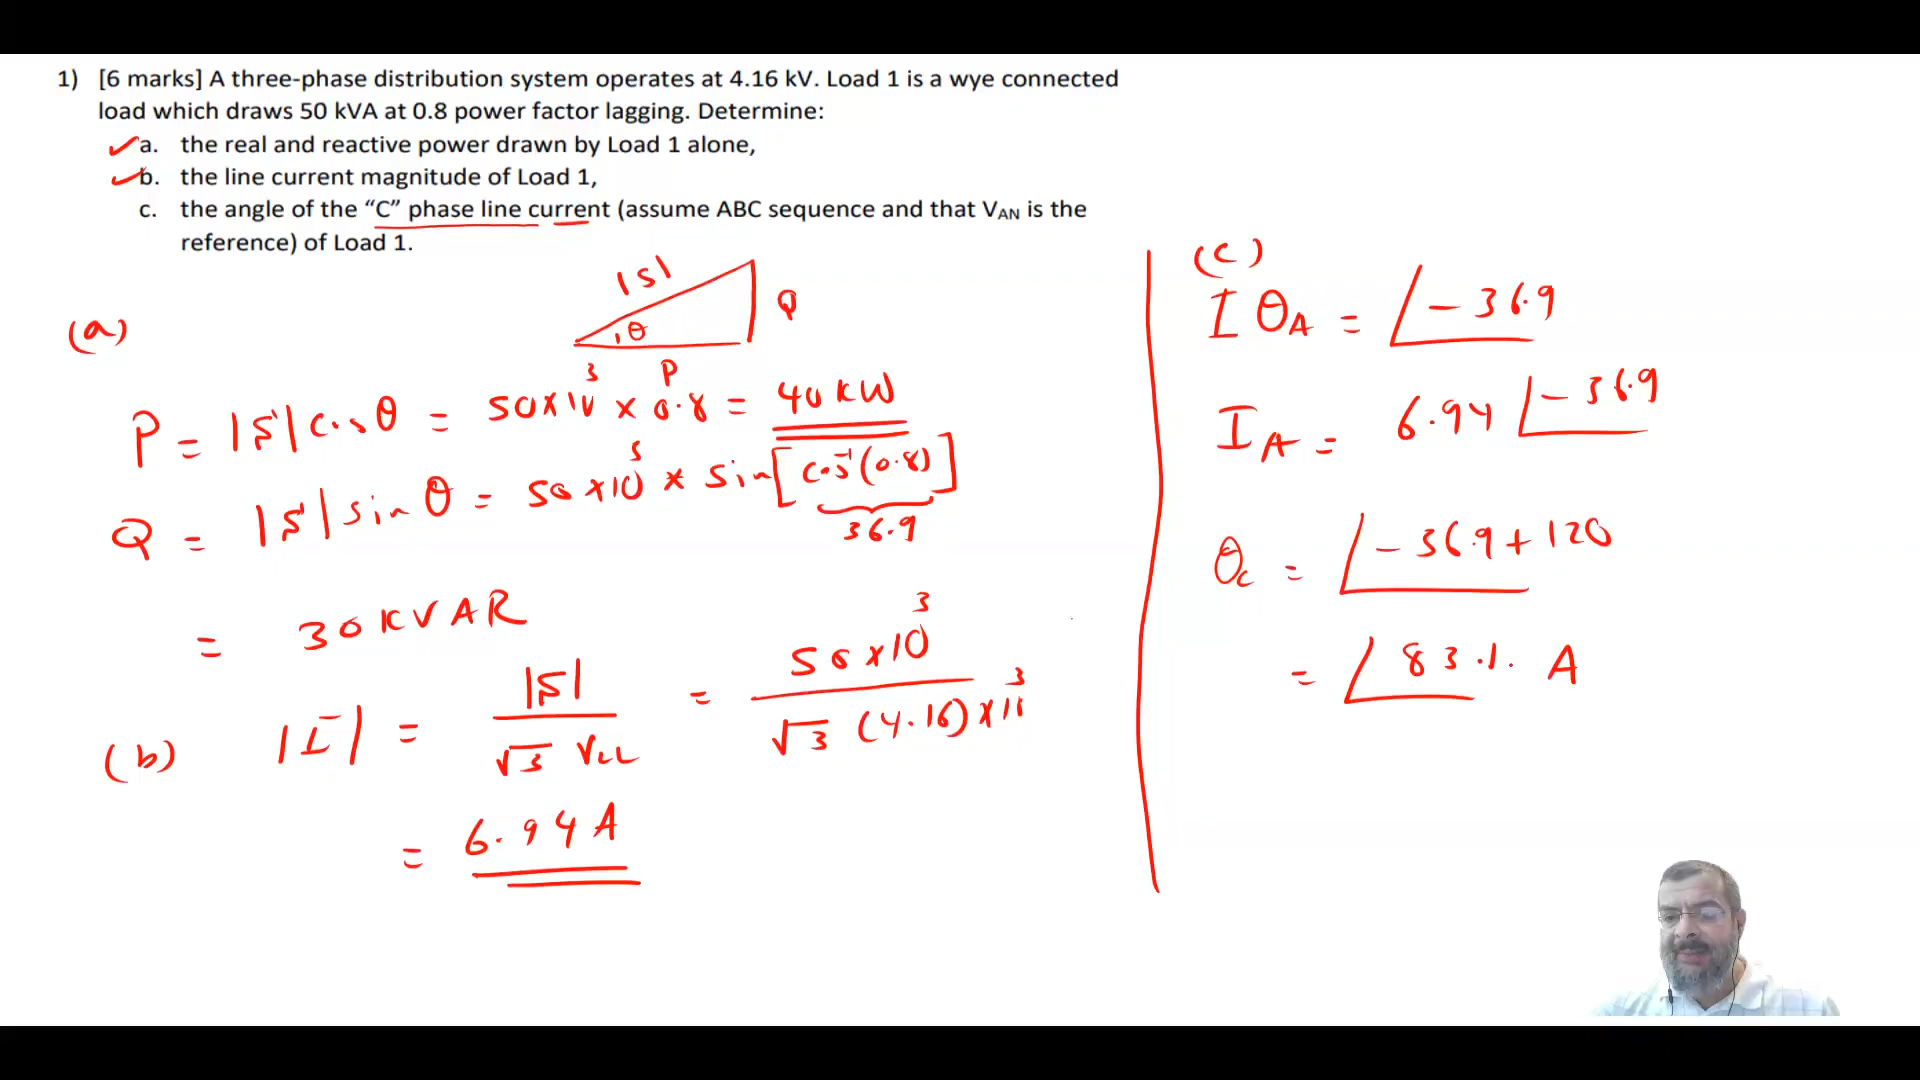 1) [6 marks] A three-phase distribution system operates at 4.16 kV. Load 1 is a wye connected
load which draws 50 kVA at 0.8 power factor lagging. Determine:
a. the real and reactive power drawn by Load 1 alone,
b. the line current magnitude of Load 1,
c. the angle of the “C” phase line current (assume ABC sequence and that V_AN is the
reference) of Load 1.
|S|
θ
Q
P
(a)
P = |S| cos θ = 50×10³ × 0.8 = 40 KW
Q = |S| sin θ = 50×10³ × sin[cos⁻¹(0.8)]
36.9
= 30 KVAR
(b) |I| = |S| / √3 V_LL = 50×10³ / √3 (4.16)×10³
= 6.94 A
(c)
I θ_A = ∠-36.9
I_A = 6.94 ∠-36.9
θ_c = ∠-36.9+120
= ∠83.1. A